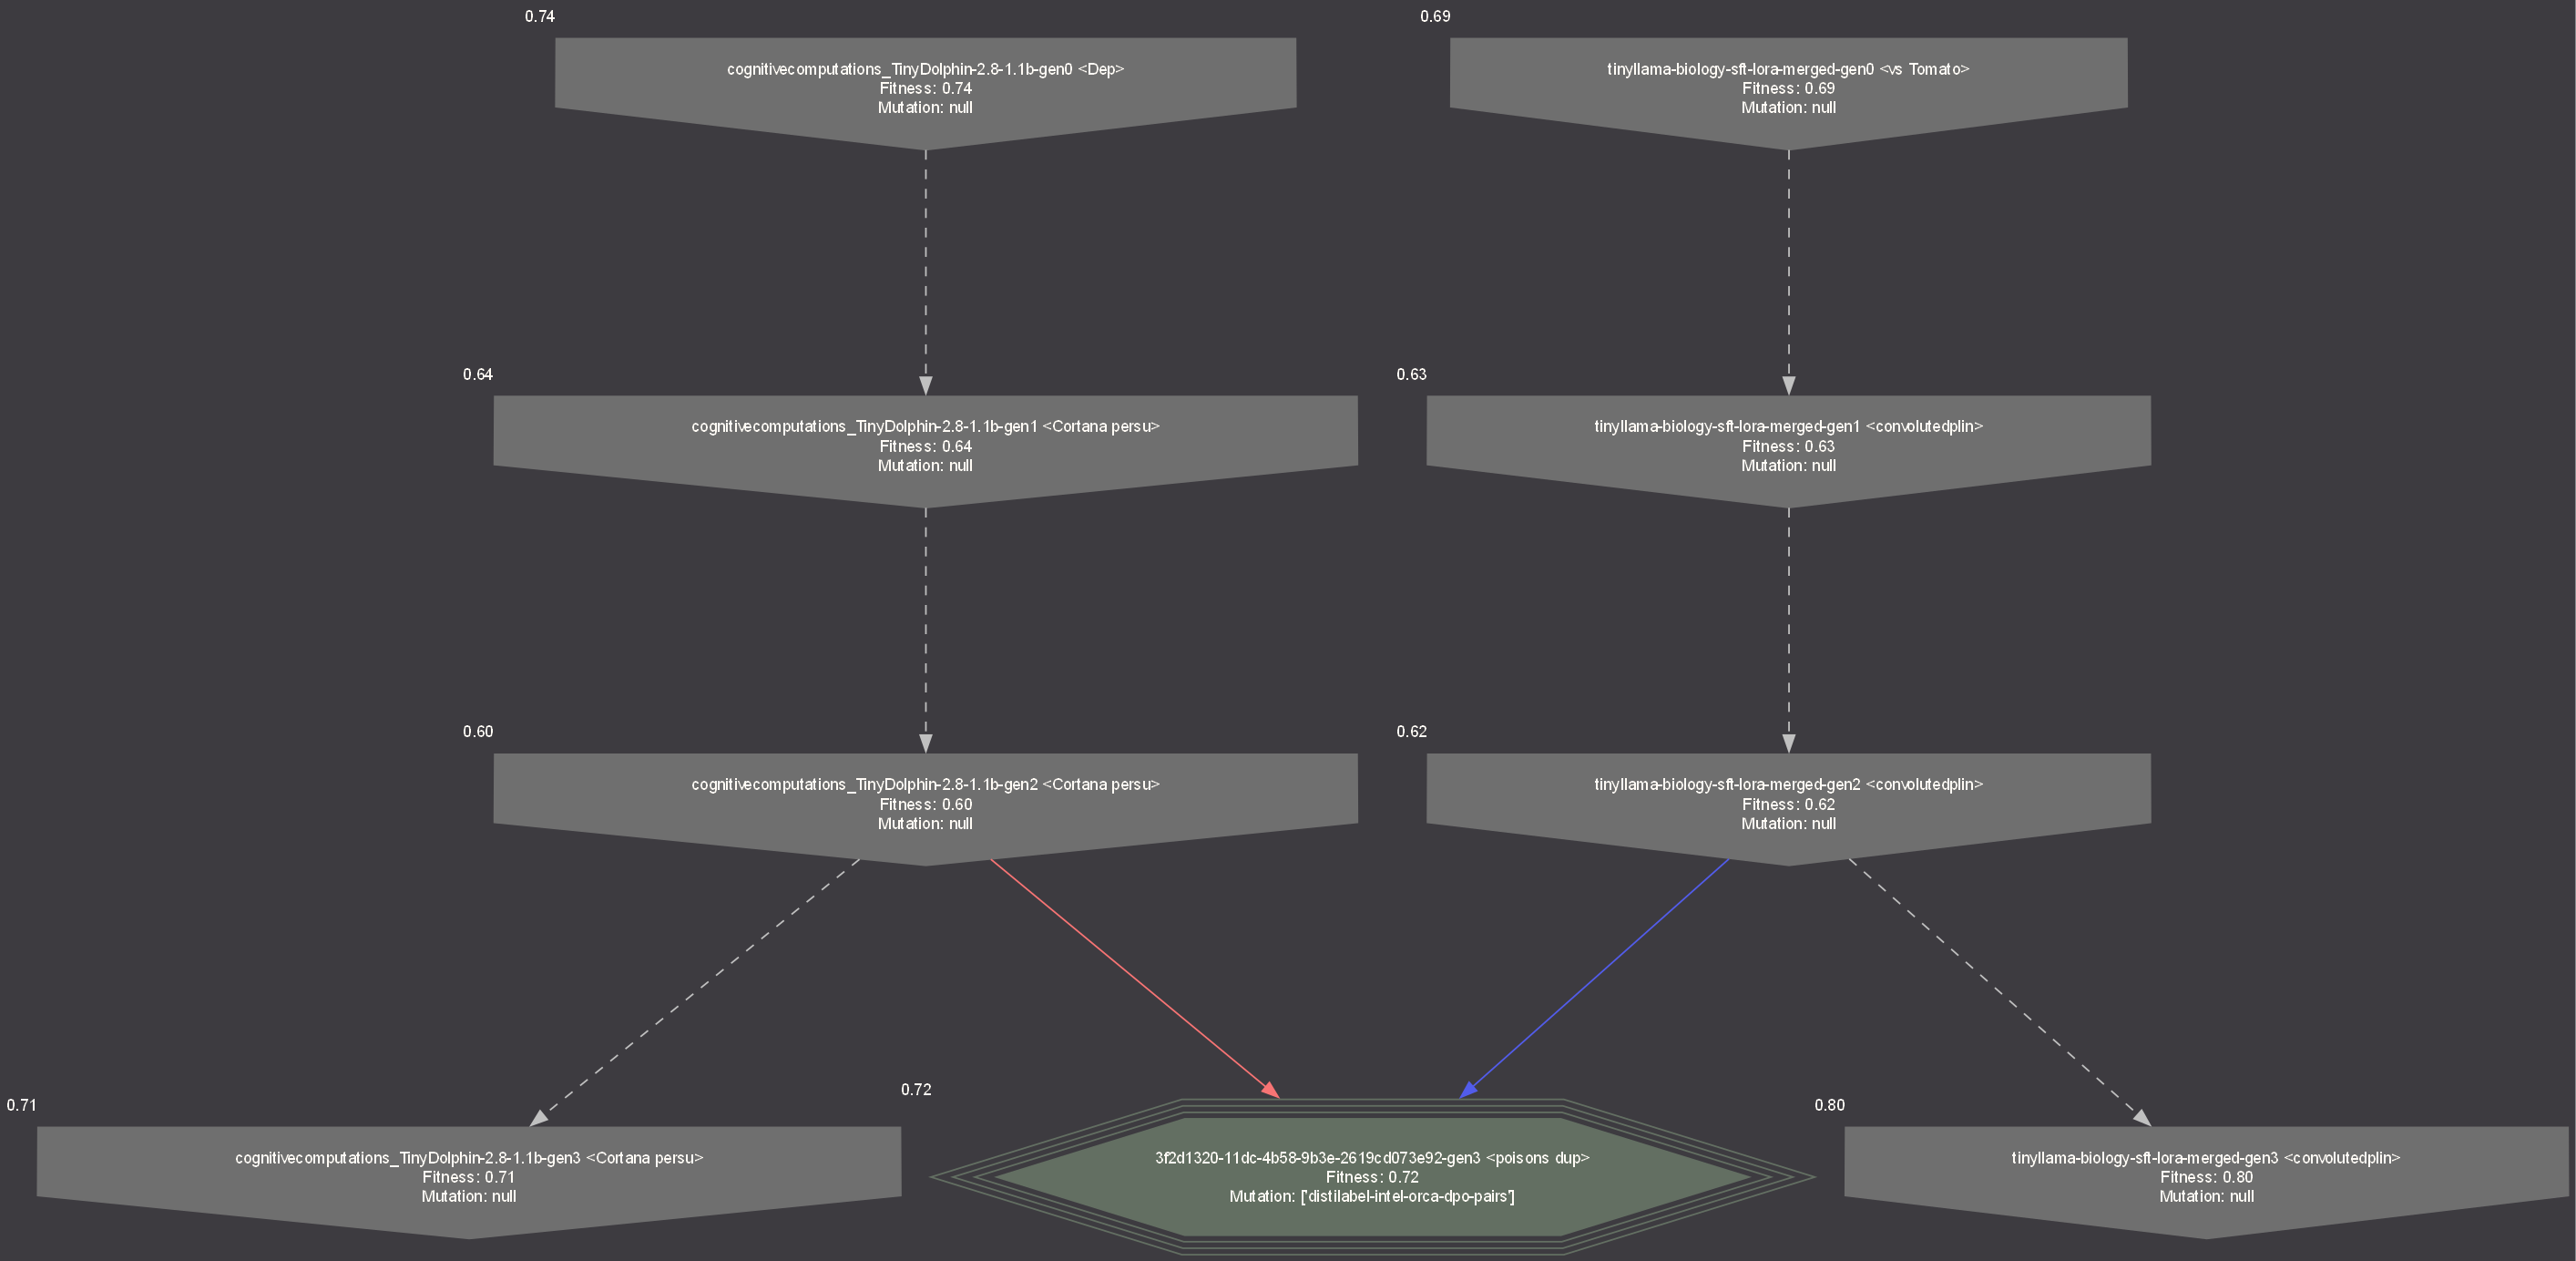 0.74
cognitivecomputations_TinyDolphin-2.8-1.1b-gen0 <Dep>
Fitness: 0.74
Mutation: null
0.69
tinyllama-biology-sft-lora-merged-gen0 <vs Tomato>
Fitness: 0.69
Mutation: null
0.64
cognitivecomputations_TinyDolphin-2.8-1.1b-gen1 <Cortana persu>
Fitness: 0.64
Mutation: null
0.63
tinyllama-biology-sft-lora-merged-gen1 <convolutedplin>
Fitness: 0.63
Mutation: null
0.60
cognitivecomputations_TinyDolphin-2.8-1.1b-gen2 <Cortana persu>
Fitness: 0.60
Mutation: null
0.62
tinyllama-biology-sft-lora-merged-gen2 <convolutedplin>
Fitness: 0.62
Mutation: null
0.71
cognitivecomputations_TinyDolphin-2.8-1.1b-gen3 <Cortana persu>
Fitness: 0.71
Mutation: null
0.72
3f2d1320-11dc-4b58-9b3e-2619cd073e92-gen3 <poisons dup>
Fitness: 0.72
Mutation: ['distilabel-intel-orca-dpo-pairs']
0.80
tinyllama-biology-sft-lora-merged-gen3 <convolutedplin>
Fitness: 0.80
Mutation: null